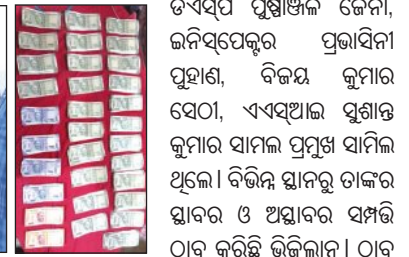 ଡିଏସ୍‌ପି ପୁଷ୍ପାଞ୍ଜଳି ଜେନା,
ଇନିସ୍‌ପେକ୍ଟର ପ୍ରଭାସିନୀ
ପୁହାଣ, ବିଜୟ କୁମାର
ସେଠୀ, ଏଏସ୍‌ଆଇ ସୁଶାନ୍ତ
କୁମାର ସାମଲ ପ୍ରମୁଖ ସାମିଲ
ଥିଲେ। ବିଭିନ୍ନ ସ୍ଥାନରୁ ତାଙ୍କର
ସ୍ଥାବର ଓ ଅସ୍ଥାବର ସମ୍ପତ୍ତି
ଠାବ କରିଛି ଭିଜିଲାନ୍ସ। ଠାବ